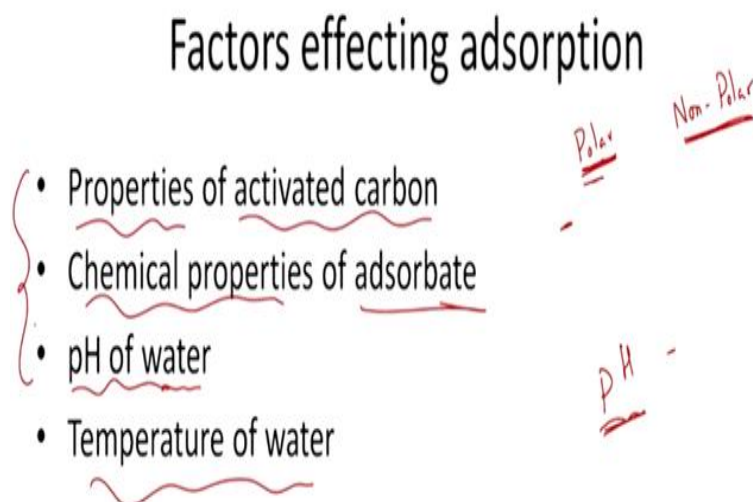 Factors effecting adsorption
Polar
Non-Polar
• Properties of activated carbon
• Chemical properties of adsorbate
• pH of water
PH -
• Temperature of water